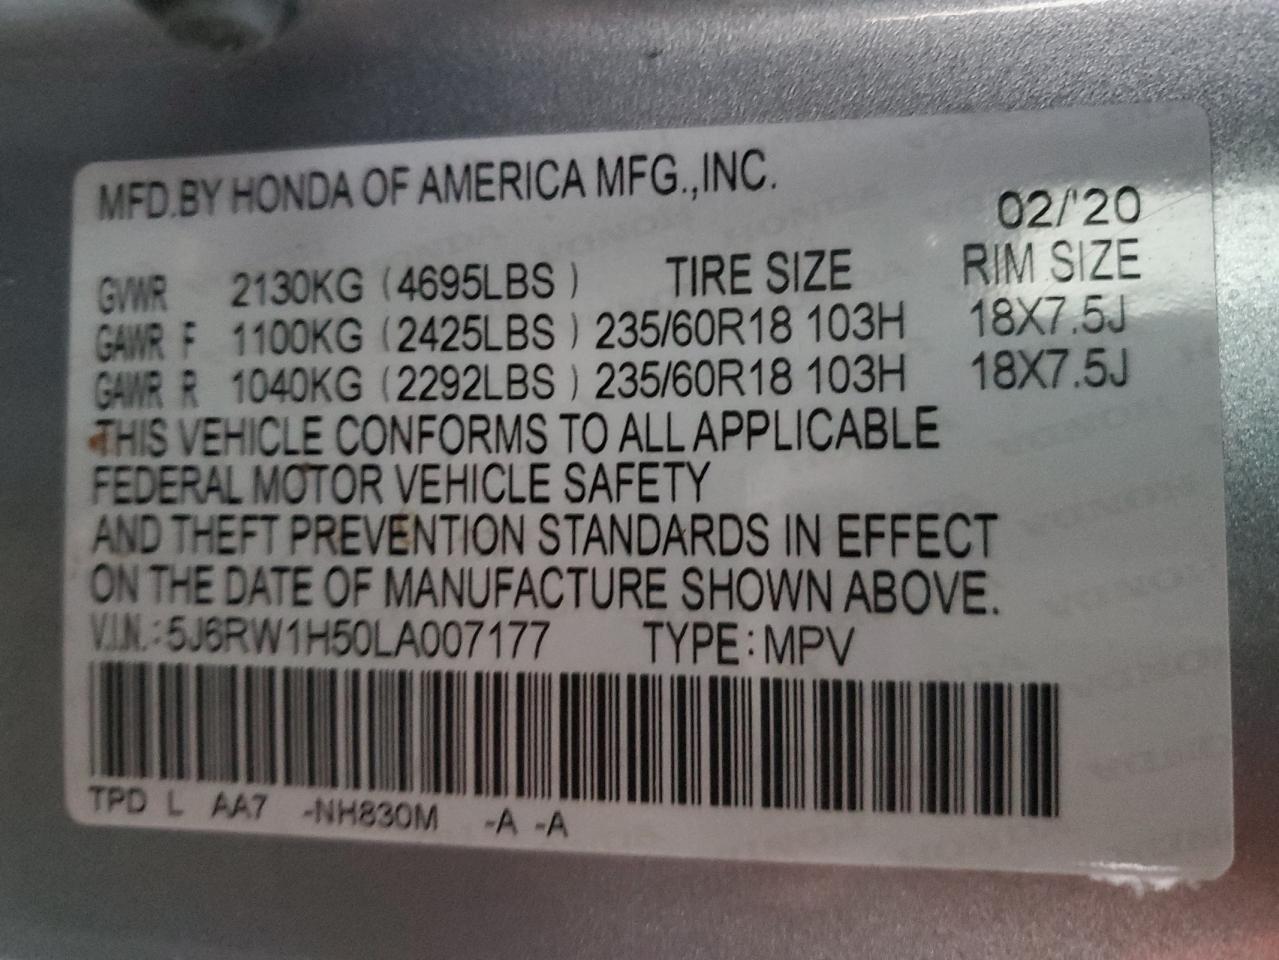 MFD.BY HONDA OF AMERICA MFG.,INC.
02/'20
GVWR 2130KG (4695LBS ) TIRE SIZE RIM SIZE
GAWR F 1100KG (2425LBS ) 235/60R18 103H 18X7.5J
GAWR R 1040KG (2292LBS ) 235/60R18 103H 18X7.5J
THIS VEHICLE CONFORMS TO ALL APPLICABLE
FEDERAL MOTOR VEHICLE SAFETY
AND THEFT PREVENTION STANDARDS IN EFFECT
ON THE DATE OF MANUFACTURE SHOWN ABOVE.
V.I.N.: 5J6RW1H50LA007177 TYPE: MPV
TPD L AA7 -NH830M -A -A